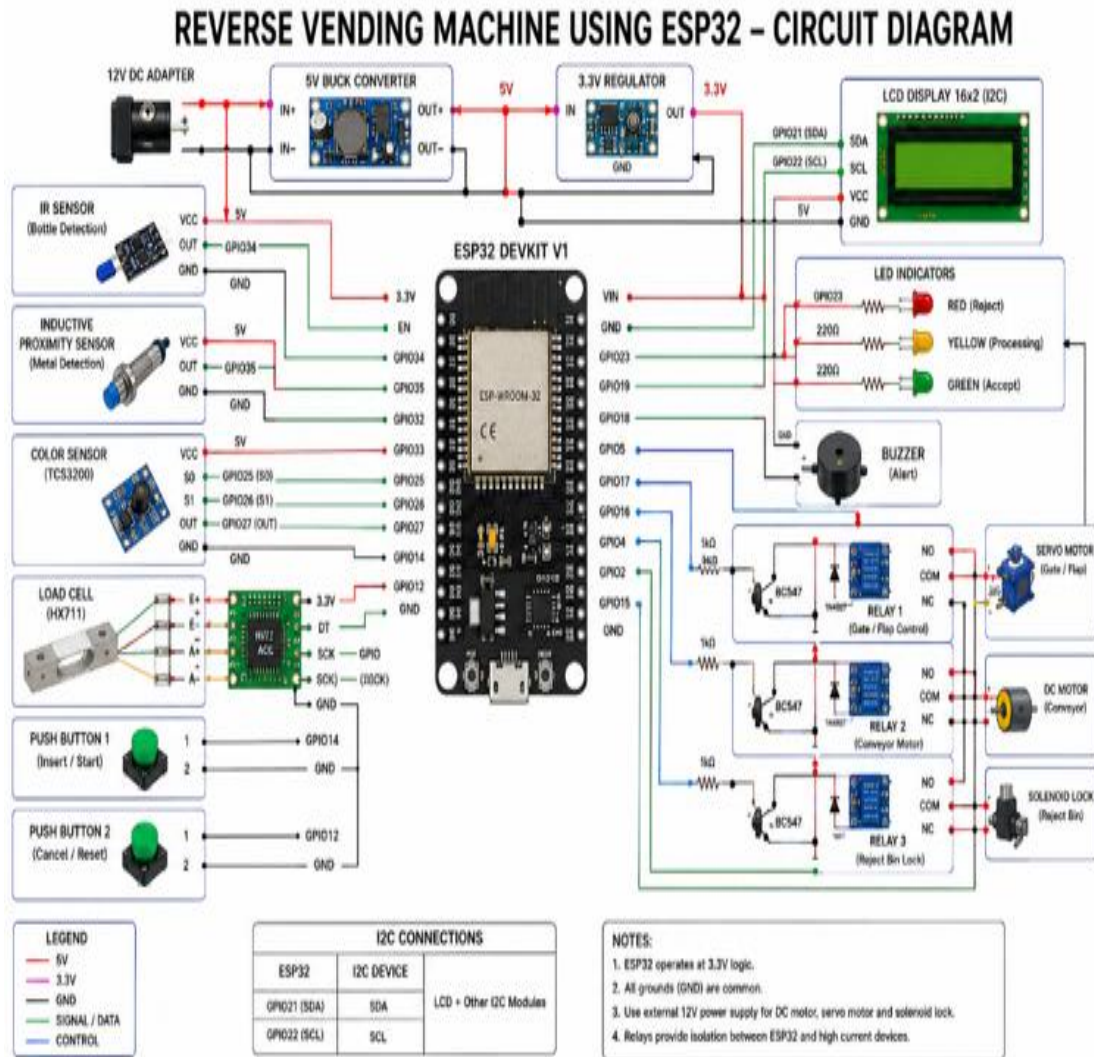 REVERSE VENDING MACHINE USING ESP32 – CIRCUIT DIAGRAM
12V DC ADAPTER
5V BUCK CONVERTER
IN+
IN−
OUT+
OUT−
5V
3.3V REGULATOR
IN
OUT
GND
3.3V
LCD DISPLAY 16x2 (I2C)
GPIO21 (SDA)
GPIO22 (SCL)
SDA
SCL
VCC
GND
5V
IR SENSOR
(Bottle Detection)
VCC
OUT
GND
5V
GPIO34
GND
INDUCTIVE
PROXIMITY SENSOR
(Metal Detection)
VCC
OUT
GND
5V
GPIO35
GND
COLOR SENSOR
(TCS3200)
VCC
S0
S1
OUT
GND
5V
GPIO25 (S0)
GPIO26 (S1)
GPIO27 (OUT)
GND
LOAD CELL
(HX711)
E+
E−
A+
A−
3.3V
DT
SCK
SCK)
GND
GPIO
PUSH BUTTON 1
(Insert / Start)
1
2
GPIO14
GND
PUSH BUTTON 2
(Cancel / Reset)
1
2
GPIO12
GND
ESP32 DEVKIT V1
ESP-WROOM-32
CE
3.3V
EN
GPIO34
GPIO35
GPIO32
GPIO33
GPIO25
GPIO26
GPIO27
GPIO14
GPIO12
GND
VIN
GND
GPIO23
GPIO19
GPIO18
GPIO5
GPIO17
GPIO16
GPIO4
GPIO2
GPIO15
GND
LED INDICATORS
GPIO23
RED (Reject)
220Ω
YELLOW (Processing)
220Ω
GREEN (Accept)
GND
BUZZER
(Alert)
1kΩ
BC547
RELAY 1
(Gate / Flap Control)
NO
COM
NC
SERVO MOTOR
(Gate / Flap)
1kΩ
BC547
RELAY 2
(Conveyor Motor)
NO
COM
NC
DC MOTOR
(Conveyor)
BC547
RELAY 3
(Reject Bin Lock)
NO
COM
NC
SOLENOID LOCK
(Reject Bin)
LEGEND
5V
3.3V
GND
SIGNAL / DATA
CONTROL
I2C CONNECTIONS
ESP32
I2C DEVICE
GPIO21 (SDA)
SDA
LCD + Other I2C Modules
GPIO22 (SCL)
SCL
NOTES:
1. ESP32 operates at 3.3V logic.
2. All grounds (GND) are common.
3. Use external 12V power supply for DC motor, servo motor and solenoid lock.
4. Relays provide isolation between ESP32 and high current devices.